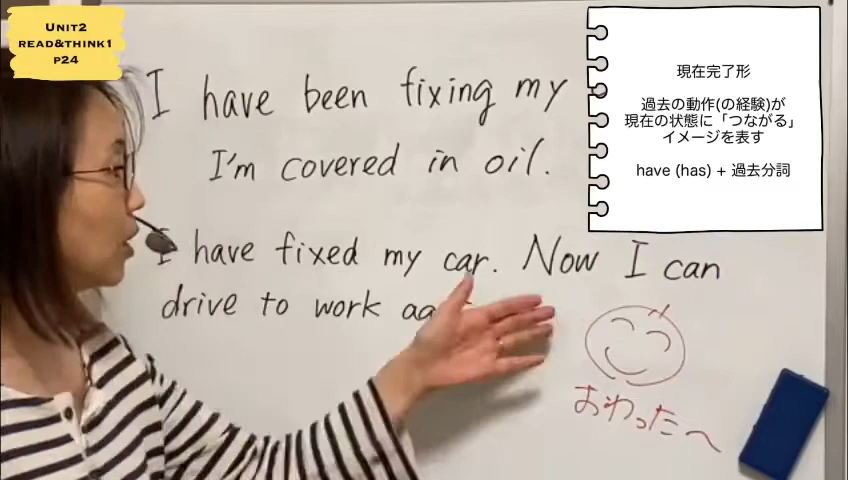 UNIT2
READ&THINK1
P24
I have been fixing my
I'm covered in oil.
I have fixed my car. Now I can
drive to work
おわったへ〜
現在完了形
過去の動作(の経験)が
現在の状態に「つながる」
イメージを表す
have (has) + 過去分詞